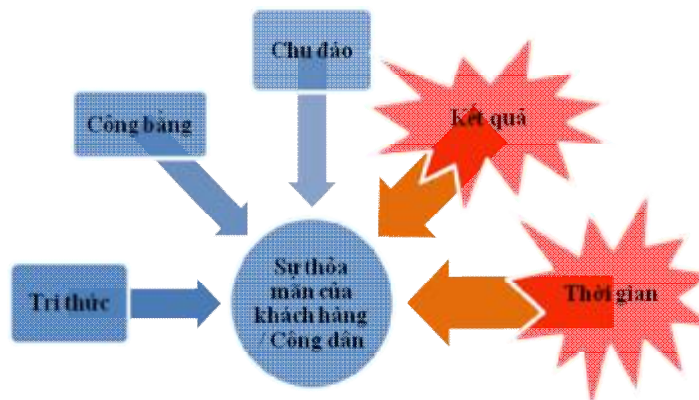 Chu đáo
Công bằng
Kết quả
Tri thức
Sự thỏa
mãn của
khách hàng
/ Công dân
Thời gian